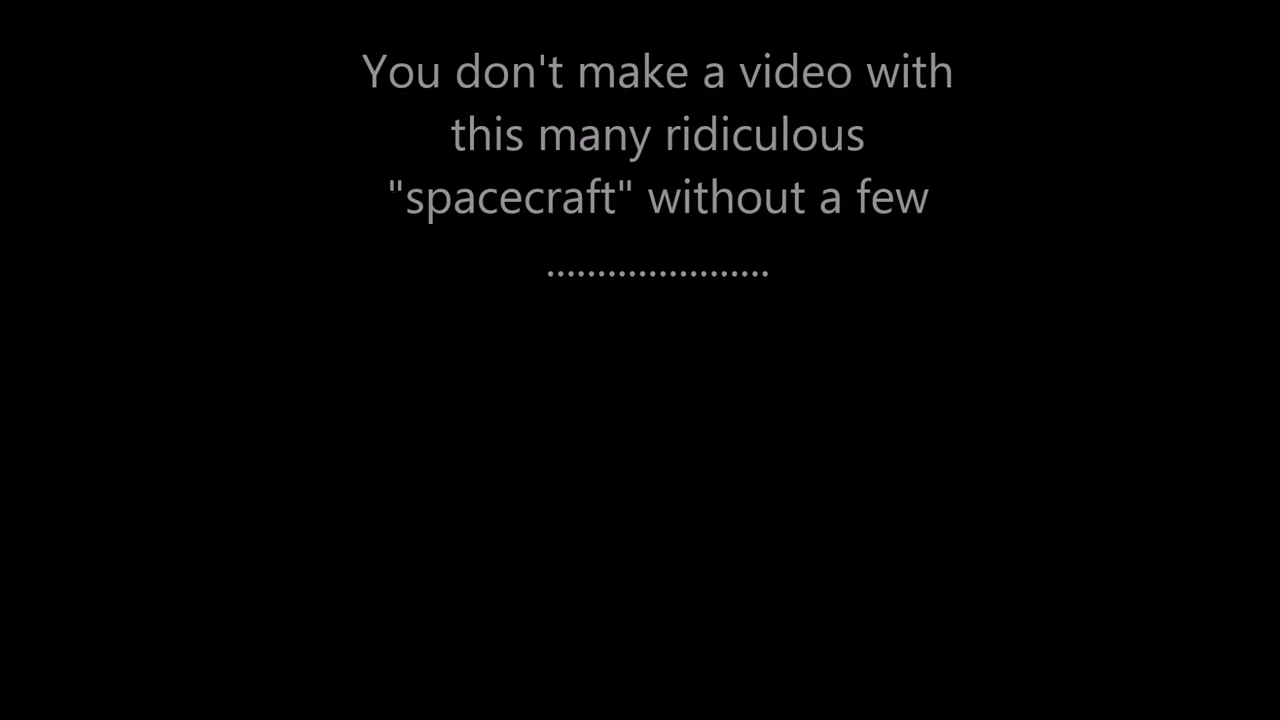 You don't make a video with
this many ridiculous
"spacecraft" without a few
......................